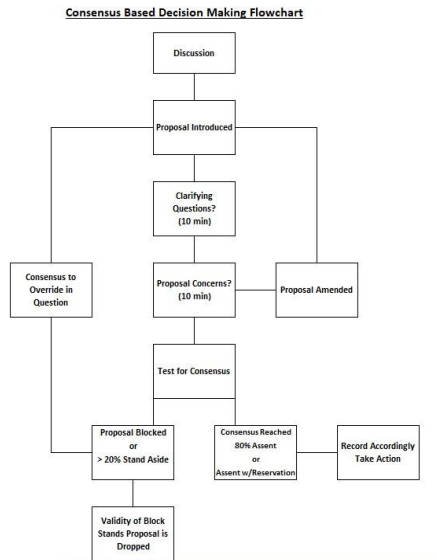 Consensus Based Decision Making Flowchart
Discussion
Proposal Introduced
Clarifying
Questions?
(10 min)
Consensus to
Override in
Question
Proposal Concerns?
(10 min)
Proposal Amended
Test for Consensus
Proposal Blocked
or
> 20% Stand Aside
Consensus Reached
80% Assent
or
Assent w/Reservation
Record Accordingly
Take Action
Validity of Block
Stands Proposal is
Dropped